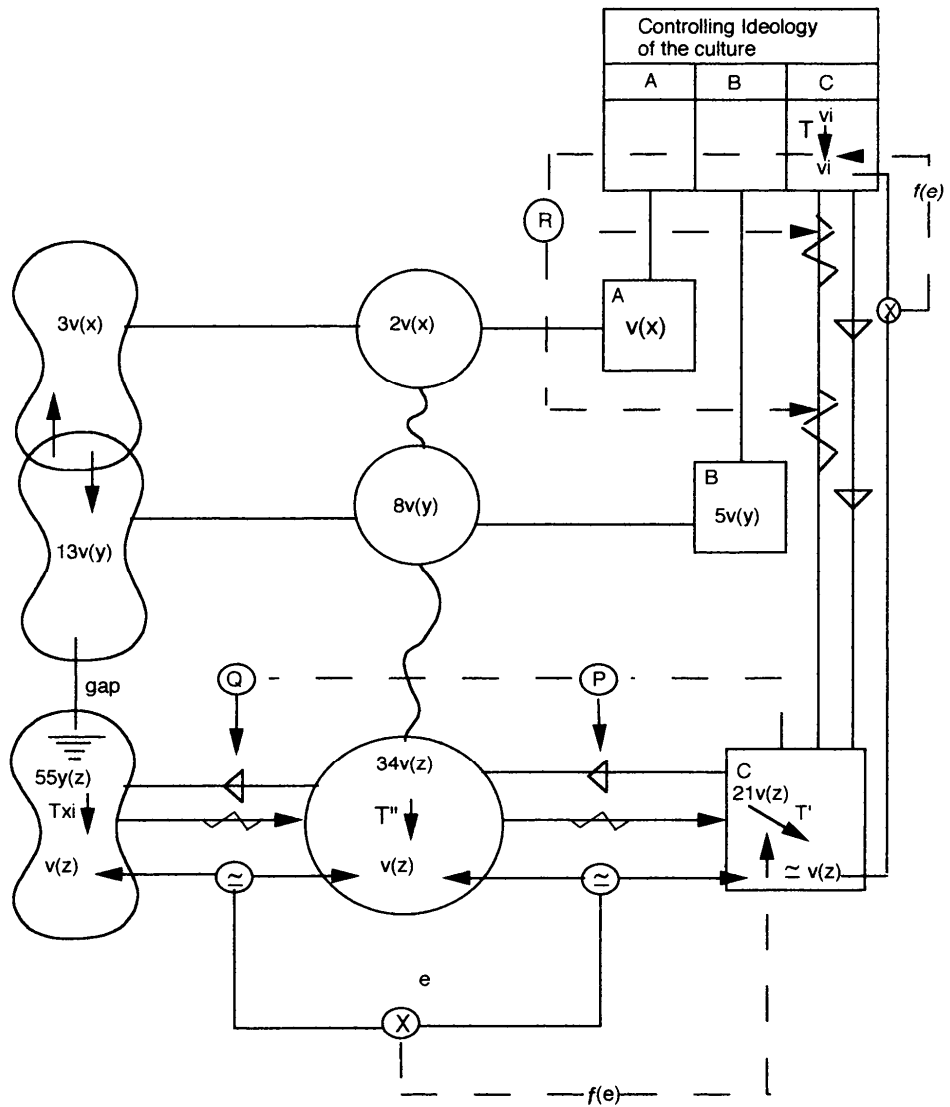 Controlling Ideology
of the culture
A B C
vi
T
vi
f(e)
R
A
v(x)
3v(x)
2v(x)
X
B
5v(y)
8v(y)
13v(y)
gap
Q
P
C
21v(z)
T'
≃ v(z)
34v(z)
T"
v(z)
55y(z)
Txi
v(z)
≃
≃
e
X
f(e)